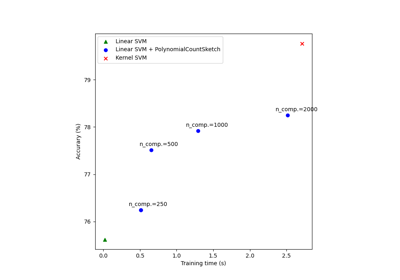 Linear SVM
Linear SVM + PolynomialCountSketch
Kernel SVM
79
n_comp.=2000
n_comp.=1000
78
n_comp.=500
77
n_comp.=250
76
Accurary (%)
0.0 0.5 1.0 1.5 2.0 2.5
Training time (s)